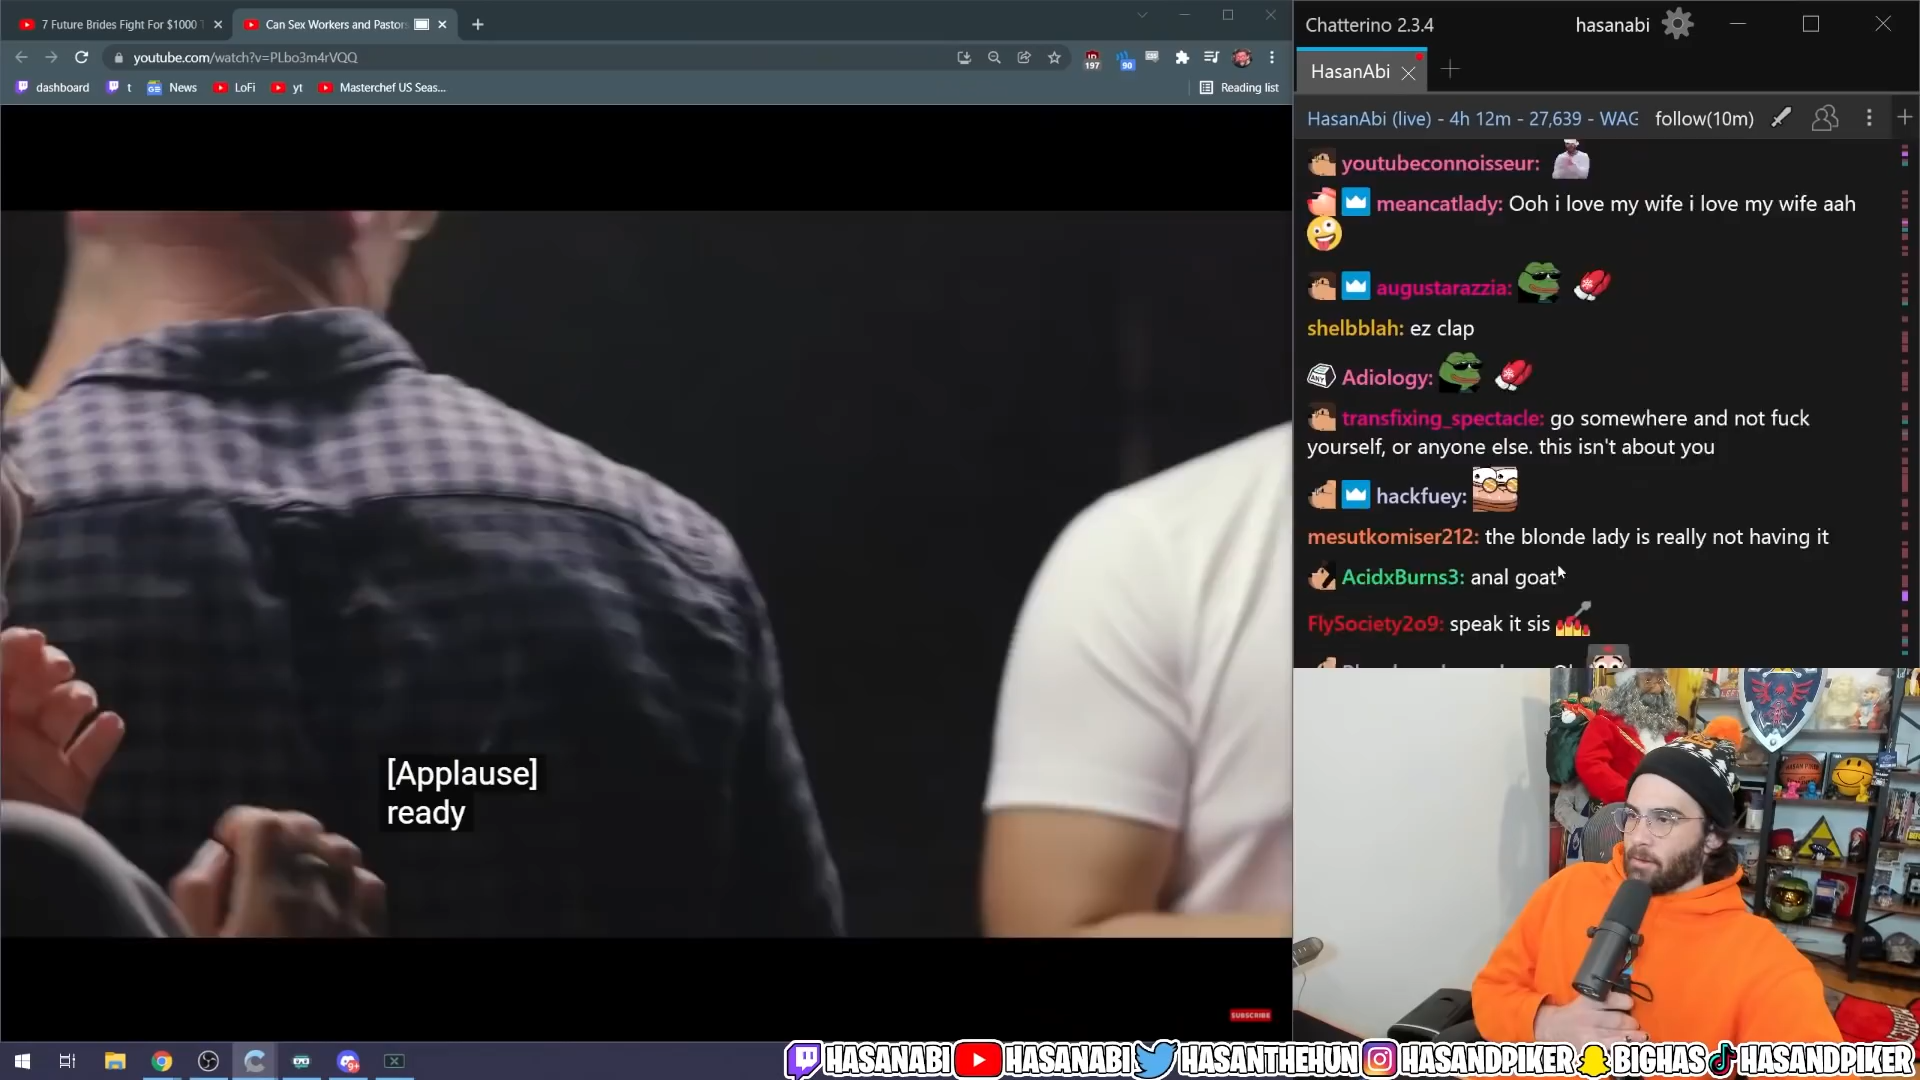 7 Future Brides Fight For $1000
Can Sex Workers and Pastors
youtube.com/watch?v=PLbo3m4rVQQ
197
90
dashboard
t
News
LoFi
yt
Masterchef US Seas...
Reading list
[Applause]
ready
SUBSCRIBE
Chatterino 2.3.4
hasanabi
HasanAbi
HasanAbi (live) - 4h 12m - 27,639 - WAG
follow(10m)
youtubeconnoisseur:
meancatlady: Ooh i love my wife i love my wife aah
augustarazzia:
shelbblah: ez clap
Adiology:
transfixing_spectacle: go somewhere and not fuck
yourself, or anyone else. this isn't about you
hackfuey:
mesutkomiser212: the blonde lady is really not having it
AcidxBurns3: anal goat
FlySociety2o9: speak it sis
HASANABI HASANABI HASANTHEHUN HASANDPIKER BIGHAS HASANDPIKER